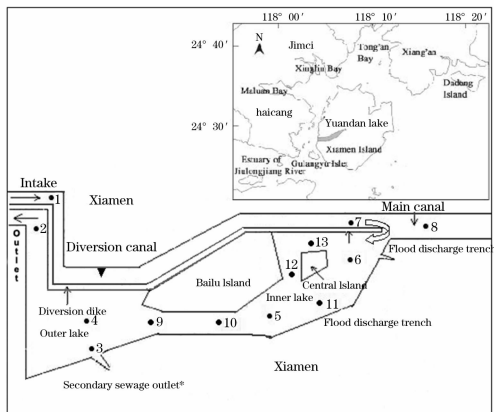 118° 00′ 118° 10′ 118° 20′
24° 40′
N
Jimci
Tong'an
Bay
Xiang'an
Xinglin Bay
Maluan Bay
Dadong
Island
haicang
Yuandan lake
24° 30′
Xiamen Island
Estuary of
Jiulongjiang River
Gulangyu Isle
Intake
1
Xiamen
Main canal
2
7
8
Outlet
Diversion canal
13
Flood discharge trench
6
12
Bailu Island
Central Island
Diversion dike
Inner lake
11
4
Outer lake
9
10
5
Flood discharge trench
3
Secondary sewage outlet*
Xiamen